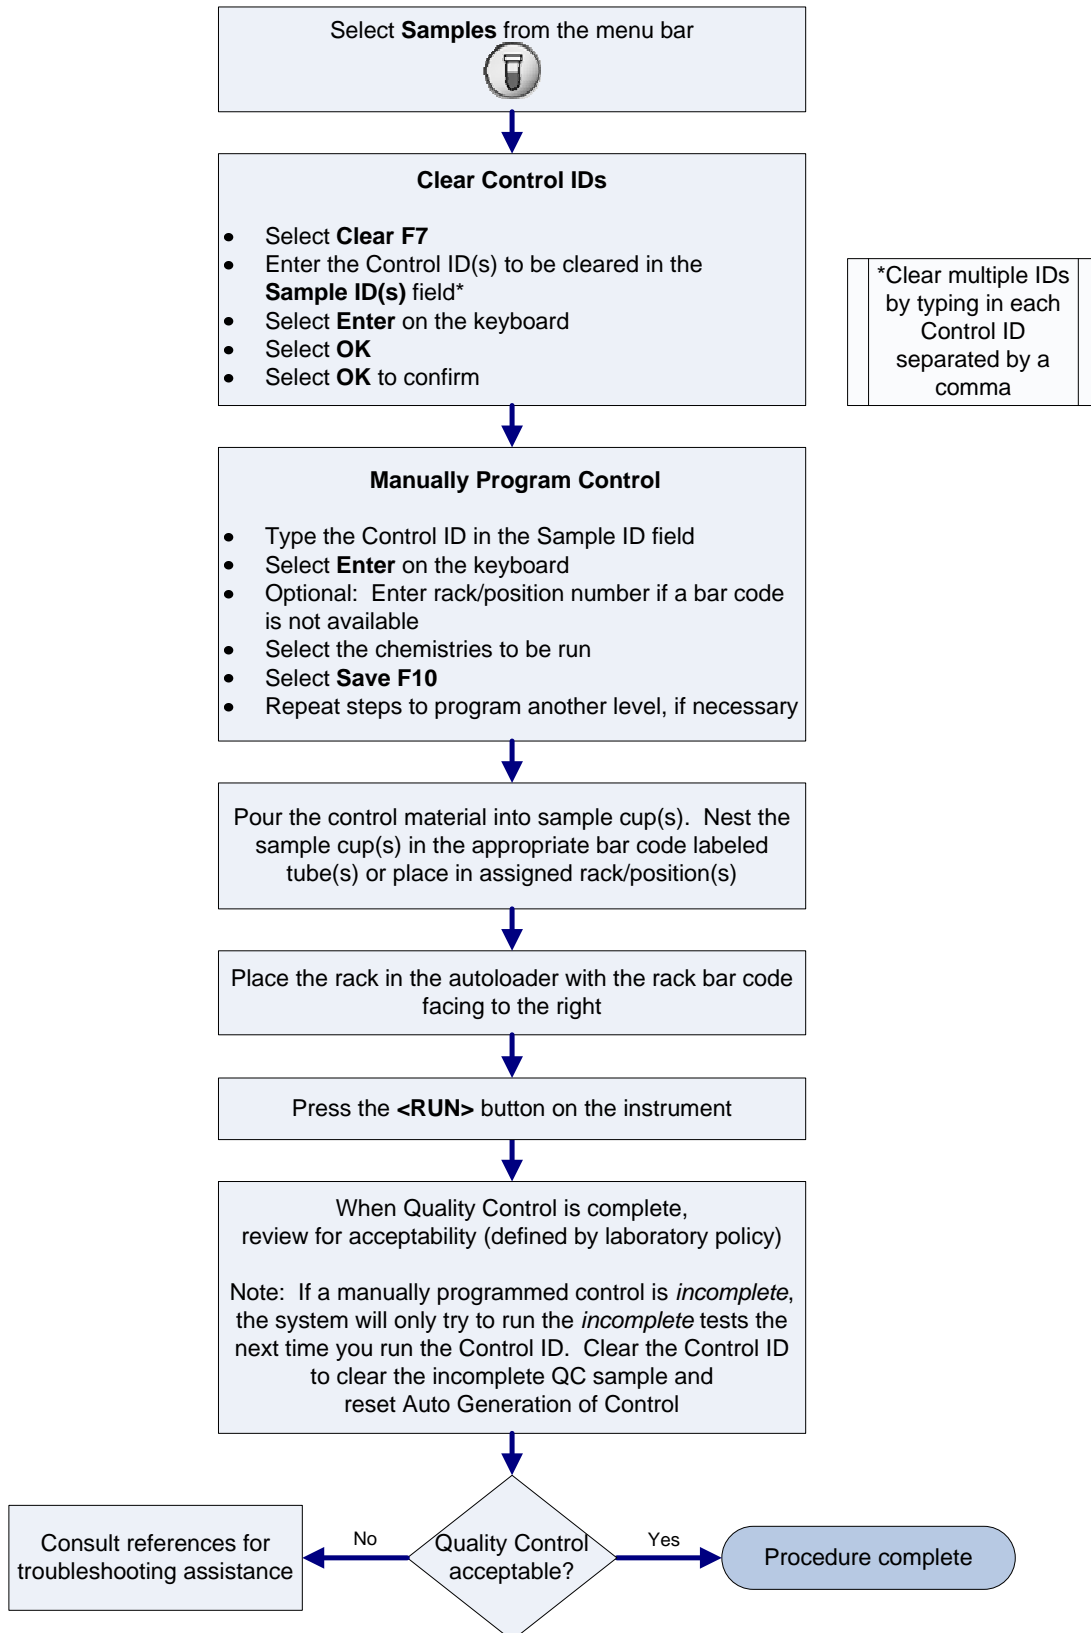 Select Samples from the menu bar
Clear Control IDs
• Select Clear F7
• Enter the Control ID(s) to be cleared in the
Sample ID(s) field*
• Select Enter on the keyboard
• Select OK
• Select OK to confirm
*Clear multiple IDs
by typing in each
Control ID
separated by a
comma
Manually Program Control
• Type the Control ID in the Sample ID field
• Select Enter on the keyboard
• Optional:  Enter rack/position number if a bar code
is not available
• Select the chemistries to be run
• Select Save F10
• Repeat steps to program another level, if necessary
Pour the control material into sample cup(s).  Nest the
sample cup(s) in the appropriate bar code labeled
tube(s) or place in assigned rack/position(s)
Place the rack in the autoloader with the rack bar code
facing to the right
Press the <RUN> button on the instrument
When Quality Control is complete,
review for acceptability (defined by laboratory policy)
Note:  If a manually programmed control is incomplete,
the system will only try to run the incomplete tests the
next time you run the Control ID.  Clear the Control ID
to clear the incomplete QC sample and
reset Auto Generation of Control
Consult references for
troubleshooting assistance
No
Quality Control
acceptable?
Yes
Procedure complete